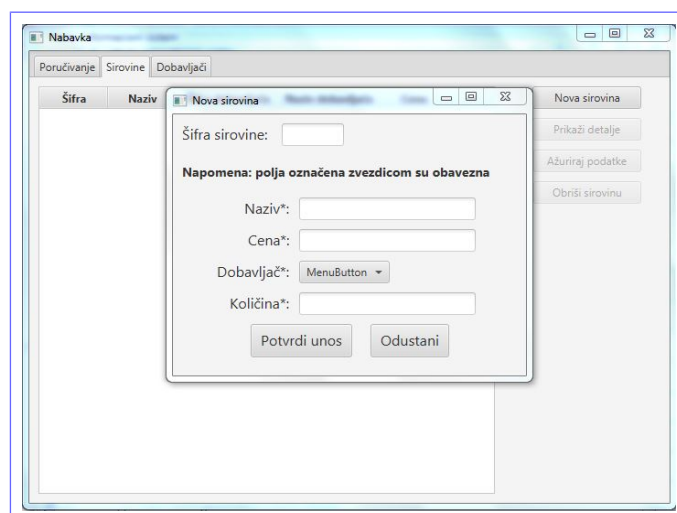 Nabavka
Poručivanje Sirovine Dobavljači
Šifra Naziv
Nova sirovina
Prikaži detalje
Ažuriraj podatke
Obriši sirovinu
Nova sirovina
Šifra sirovine:
Napomena: polja označena zvezdicom su obavezna
Naziv*:
Cena*:
Dobavljač*: MenuButton
Količina*:
Potvrdi unos Odustani